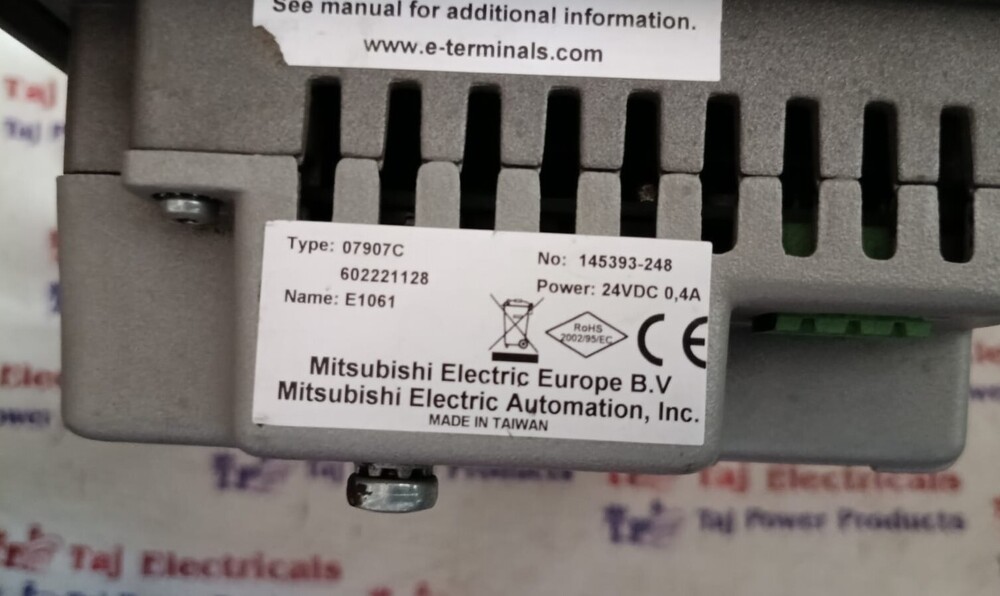 See manual for additional information.
www.e-terminals.com
Type: 07907C
602221128
Name: E1061
No: 145393-248
Power: 24VDC 0,4A
RoHS
2002/95/EC
CE
Mitsubishi Electric Europe B.V
Mitsubishi Electric Automation, Inc.
MADE IN TAIWAN
Taj
Taj Electricals
Taj Power Products
Taj Electricals